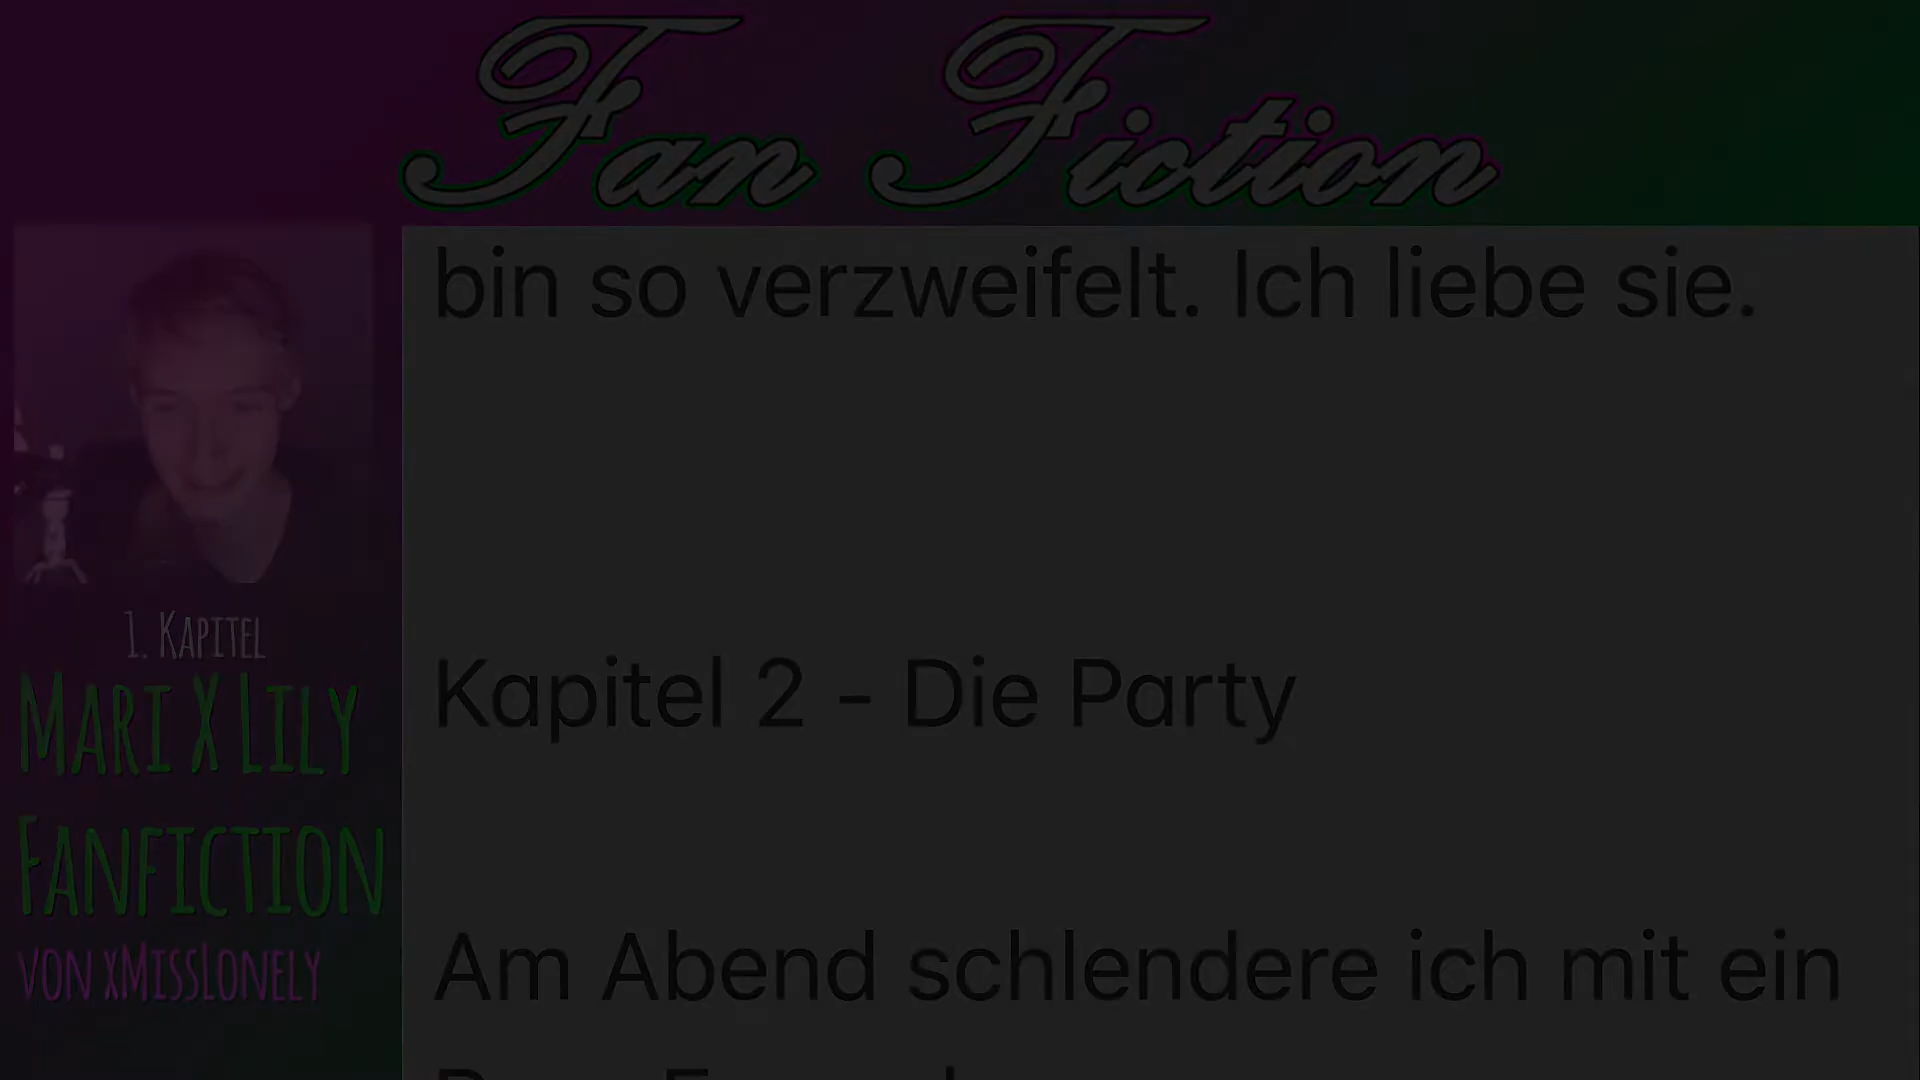 Fan Fiction
bin so verzweifelt. Ich liebe sie.
Kapitel 2 - Die Party
Am Abend schlendere ich mit ein
1. Kapitel
Mari X Lily
Fanfiction
von xMissLonely